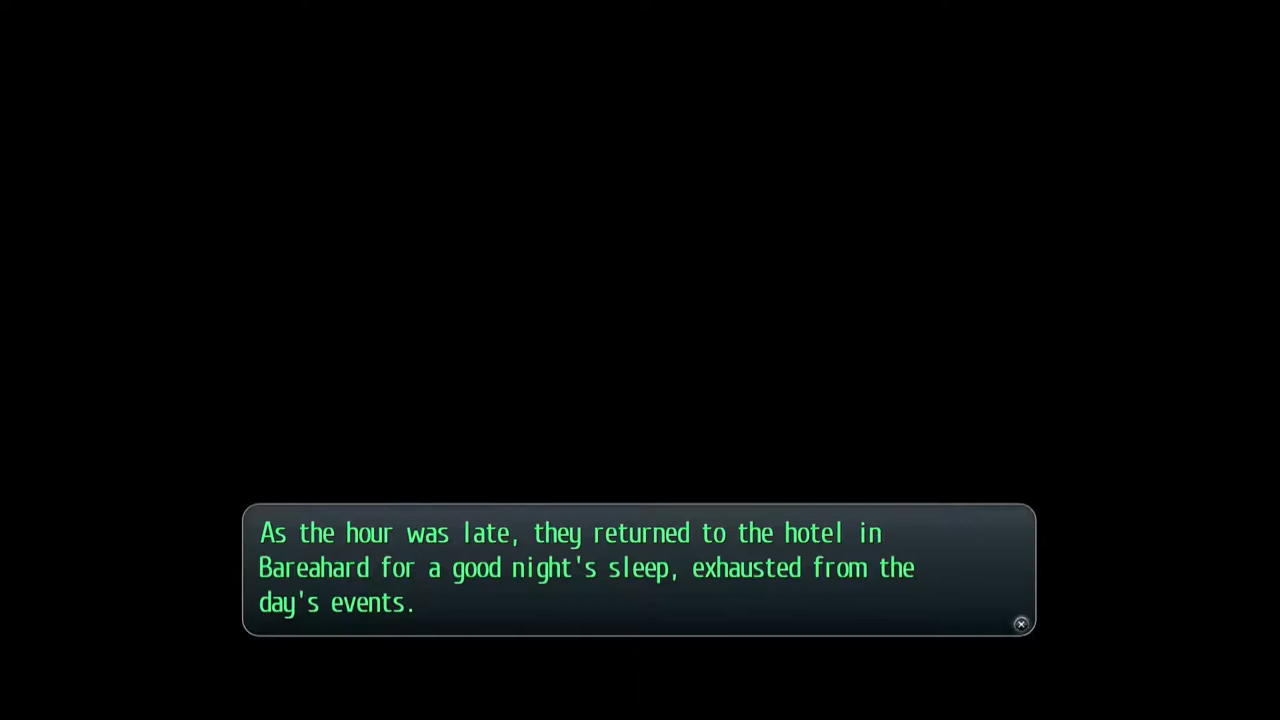 As the hour was late, they returned to the hotel in
Bareahard for a good night's sleep, exhausted from the
day's events.